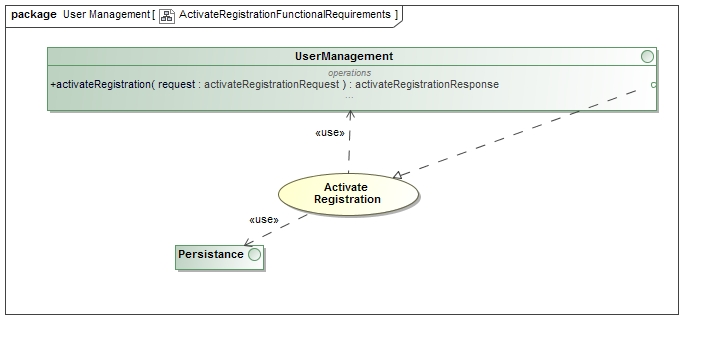 package User Management [ ActivateRegistrationFunctionalRequirements ]
UserManagement
operations
+activateRegistration( request : activateRegistrationRequest ) : activateRegistrationResponse
...
«use»
Activate
Registration
«use»
Persistance